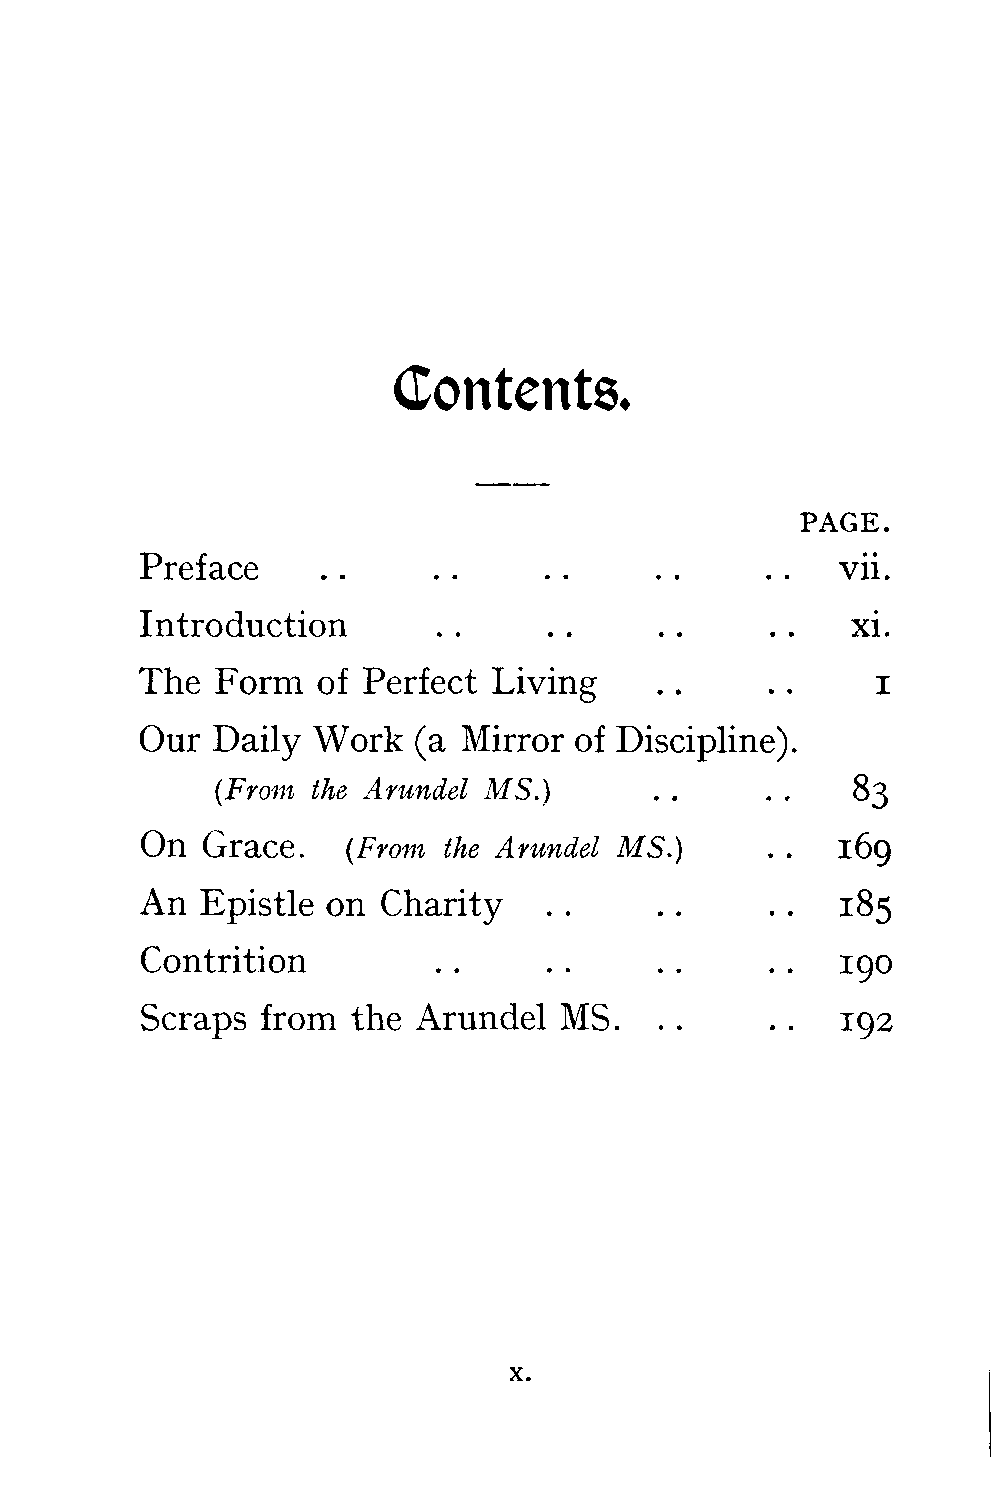 Contents.
PAGE.
Preface .. .. .. .. .. vii.
Introduction .. .. .. .. xi.
The Form of Perfect Living .. .. 1
Our Daily Work (a Mirror of Discipline).
(From the Arundel MS.) .. .. 83
On Grace. (From the Arundel MS.) .. 169
An Epistle on Charity .. .. .. 185
Contrition .. .. .. .. 190
Scraps from the Arundel MS. .. .. 192
x.